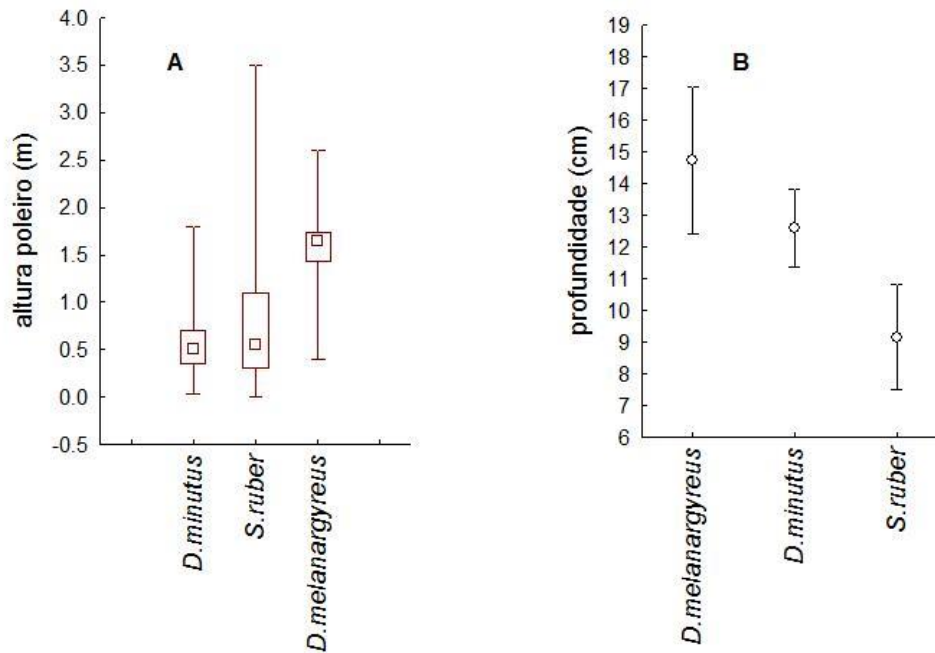 A
altura poleiro (m)
4.0
3.5
3.0
2.5
2.0
1.5
1.0
0.5
0.0
-0.5
D.minutus
S.ruber
D.melanargyreus
B
profundidade (cm)
19
18
17
16
15
14
13
12
11
10
9
8
7
6
D.melanargyreus
D.minutus
S.ruber